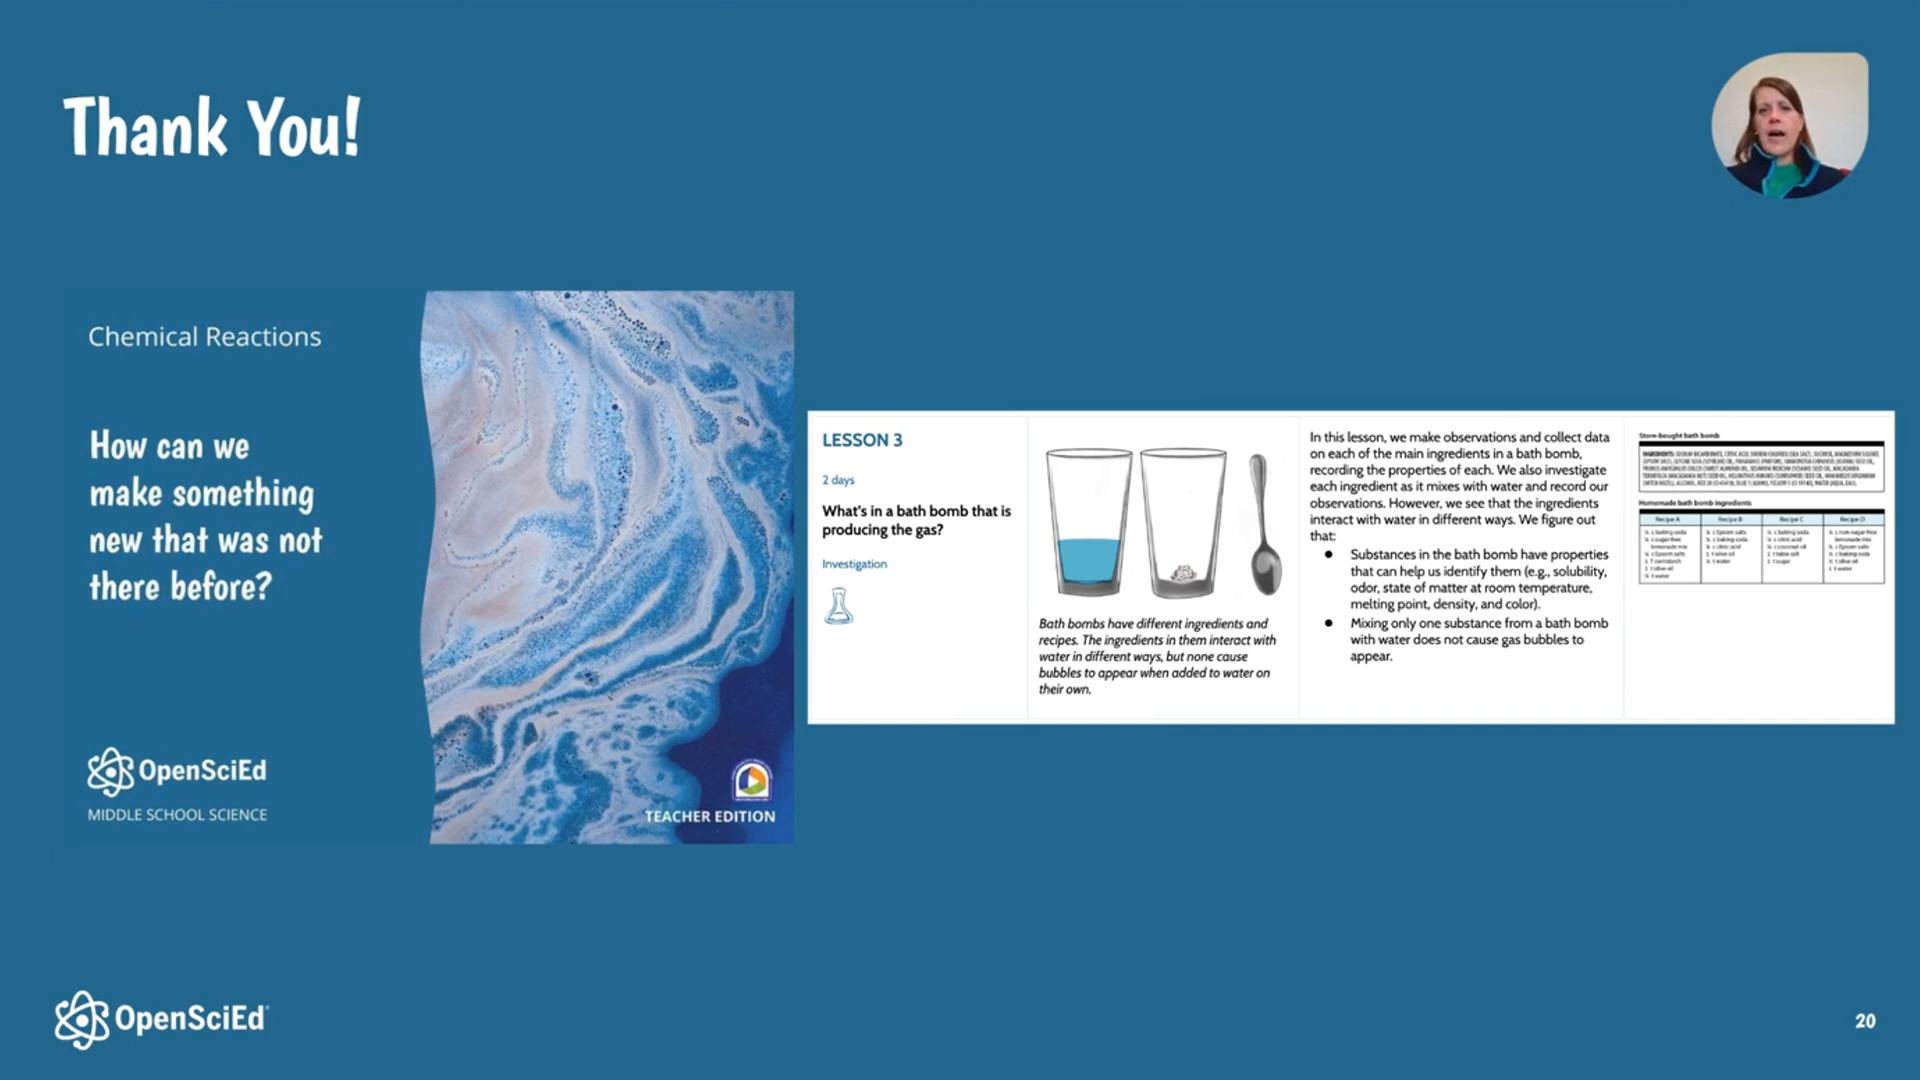 Thank You!
Chemical Reactions
How can we
make something
new that was not
there before?
OpenSciEd
MIDDLE SCHOOL SCIENCE
TEACHER EDITION
LESSON 3
2 days
What's in a bath bomb that is
producing the gas?
Investigation
Bath bombs have different ingredients and
recipes. The ingredients in them interact with
water in different ways, but none cause
bubbles to appear when added to water on
their own.
In this lesson, we make observations and collect data
on each of the main ingredients in a bath bomb,
recording the properties of each. We also investigate
each ingredient as it mixes with water and record our
observations. However, we see that the ingredients
interact with water in different ways. We figure out
that:
● Substances in the bath bomb have properties
that can help us identify them (e.g., solubility,
odor, state of matter at room temperature,
melting point, density, and color).
● Mixing only one substance from a bath bomb
with water does not cause gas bubbles to
appear.
Store-bought bath bomb
Homemade bath bomb ingredients
Recipe A Recipe B Recipe C Recipe D
OpenSciEd
20